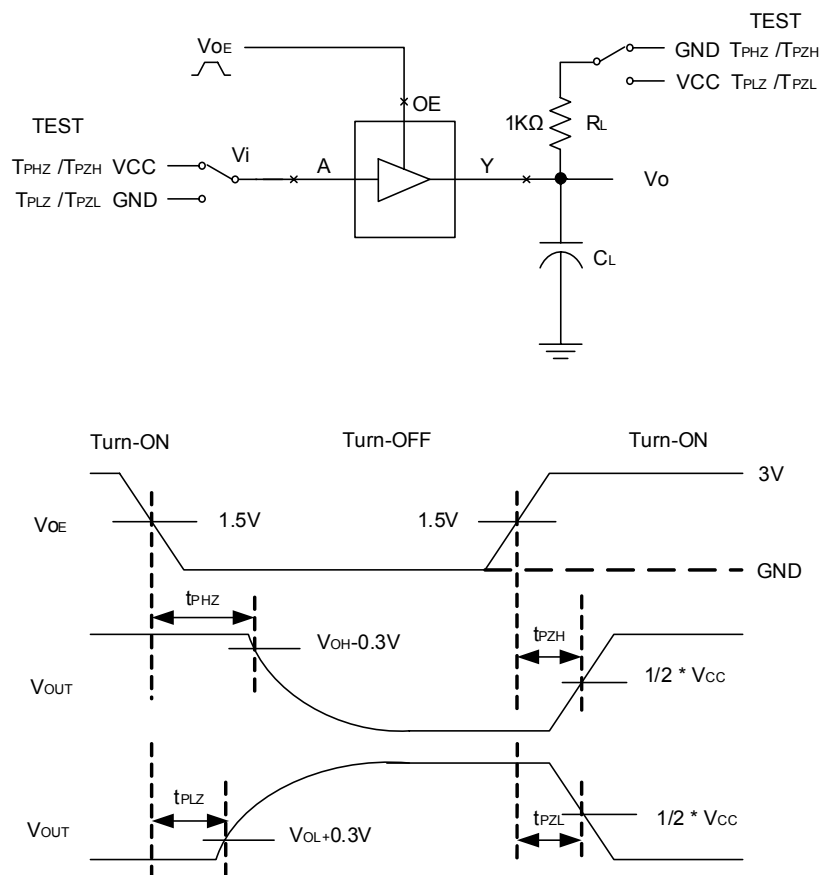 TEST
VOE
GND TPHZ /TPZH
VCC TPLZ /TPZL
OE
1KΩ RL
TEST
TPHZ /TPZH VCC
Vi
A
Y
Vo
TPLZ /TPZL GND
CL
Turn-ON Turn-OFF Turn-ON
3V
VOE
1.5V 1.5V
GND
tPHZ
VOH-0.3V
tPZH
VOUT
1/2 * VCC
tPLZ
VOL+0.3V
tPZL
VOUT
1/2 * VCC